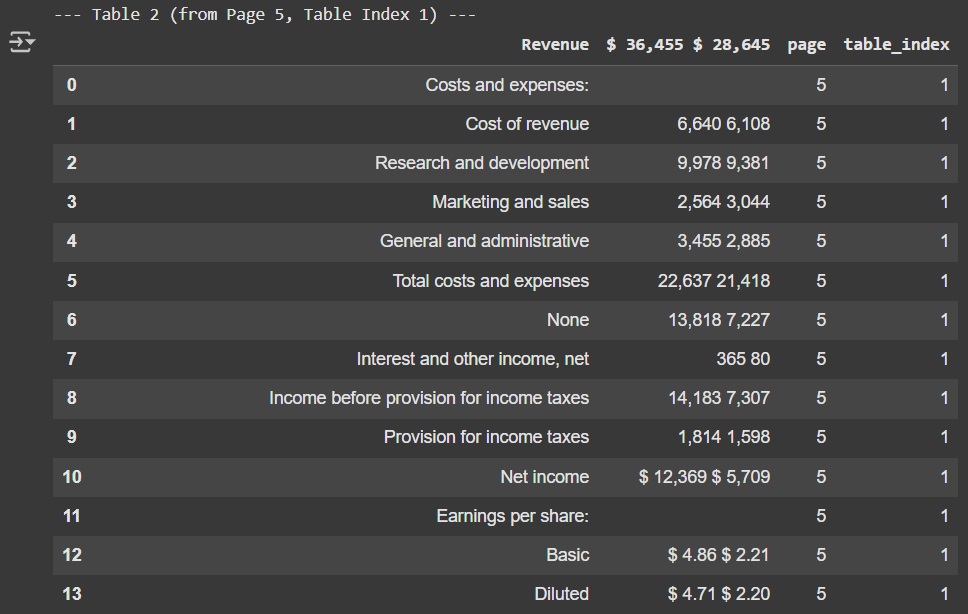 --- Table 2 (from Page 5, Table Index 1) ---
Revenue $ 36,455 $ 28,645 page table_index
0 Costs and expenses: 5 1
1 Cost of revenue 6,640 6,108 5 1
2 Research and development 9,978 9,381 5 1
3 Marketing and sales 2,564 3,044 5 1
4 General and administrative 3,455 2,885 5 1
5 Total costs and expenses 22,637 21,418 5 1
6 None 13,818 7,227 5 1
7 Interest and other income, net 365 80 5 1
8 Income before provision for income taxes 14,183 7,307 5 1
9 Provision for income taxes 1,814 1,598 5 1
10 Net income $ 12,369 $ 5,709 5 1
11 Earnings per share: 5 1
12 Basic $ 4.86 $ 2.21 5 1
13 Diluted $ 4.71 $ 2.20 5 1